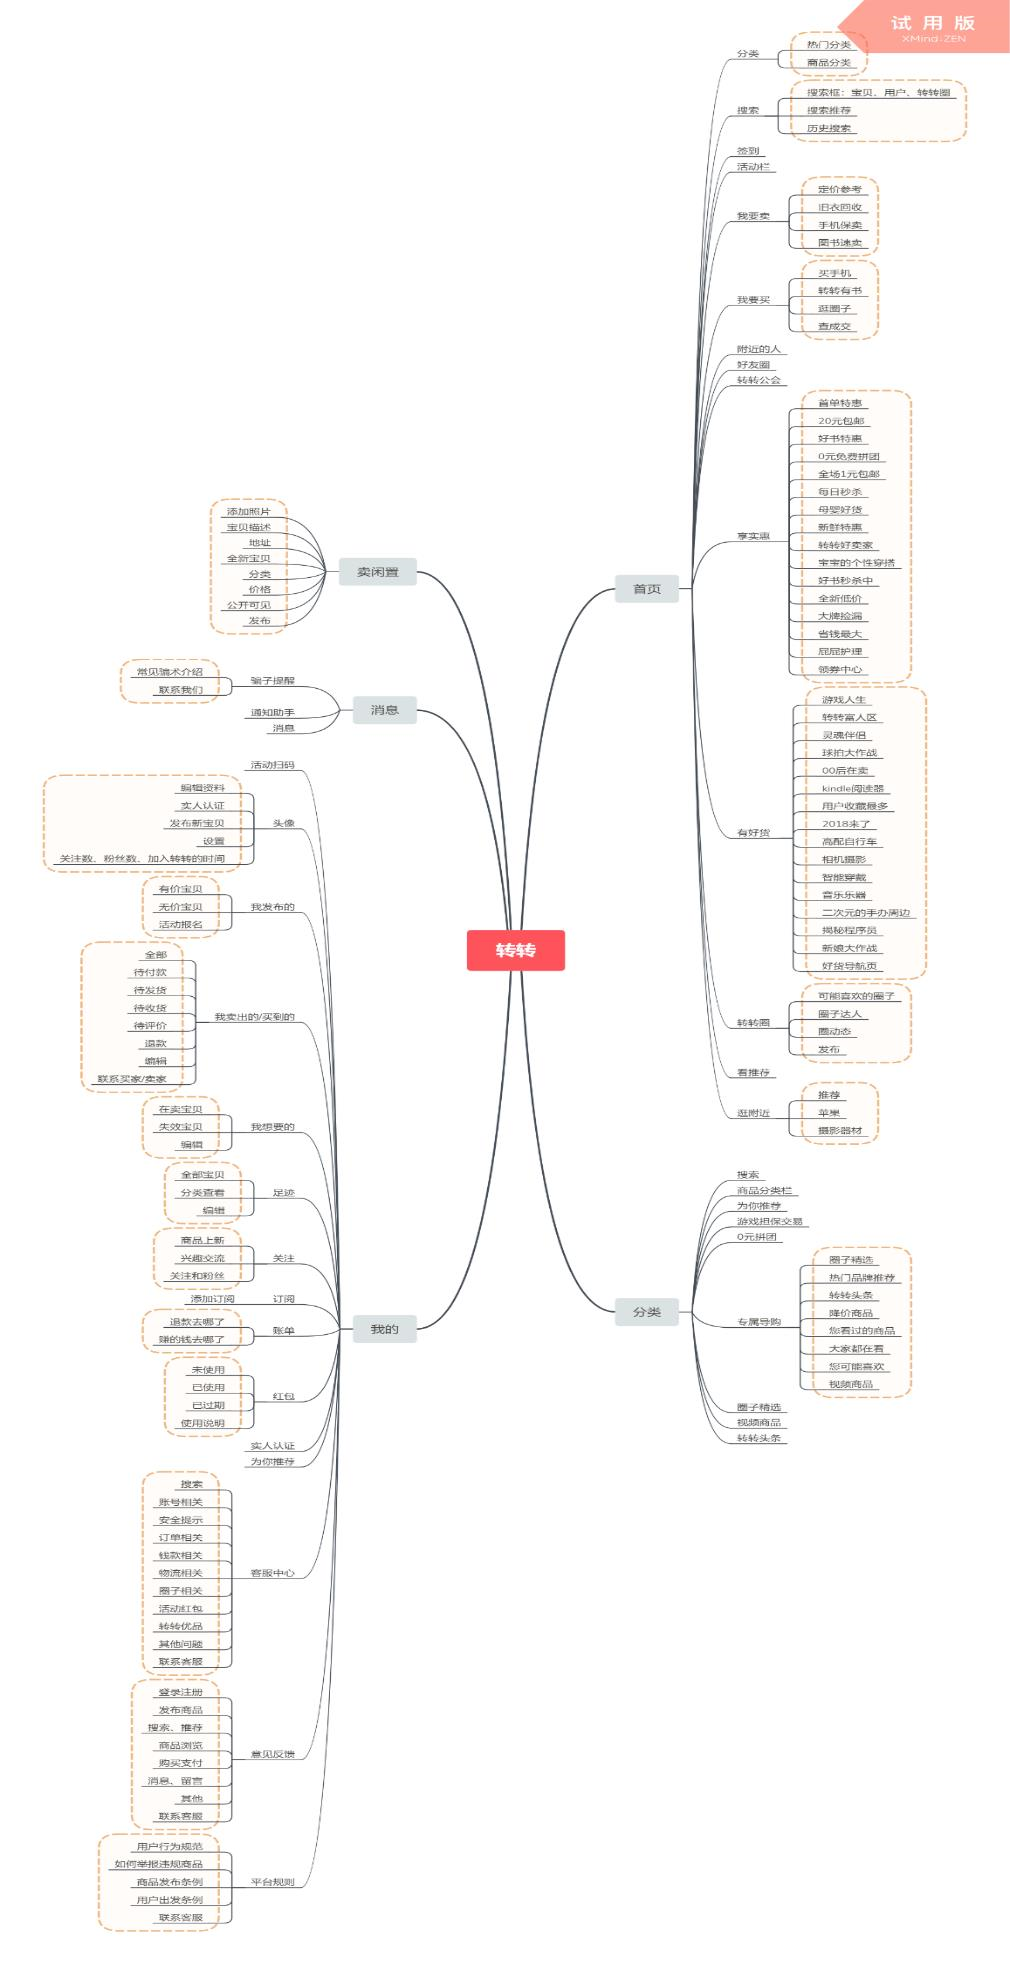 试用版
XMind:ZEN
转转
首页
分类
热门分类
商品分类
搜索
搜索框：宝贝、用户、转转圈
搜索推荐
历史搜索
签到
活动栏
我要卖
定价参考
旧衣回收
手机保卖
图书速卖
我要买
买手机
转转有书
逛圈子
查成交
附近的人
好友圈
转转公会
享实惠
首单特惠
20元包邮
好书特惠
0元免费拼团
全场1元包邮
每日秒杀
母婴好货
新鲜特惠
转转好卖家
宝宝的个性穿搭
好书秒杀中
全新低价
大牌捡漏
省钱最大
屁屁护理
领券中心
有好货
游戏人生
转转富人区
灵魂伴侣
球拍大作战
00后在卖
kindle阅读器
用户收藏最多
2018来了
高配自行车
相机摄影
智能穿戴
音乐乐器
二次元的手办周边
揭秘程序员
新娘大作战
好货导航页
转转圈
可能喜欢的圈子
圈子达人
圈动态
发布
看推荐
逛附近
推荐
苹果
摄影器材
分类
搜索
商品分类栏
为你推荐
游戏担保交易
0元拼团
专属导购
圈子精选
热门品牌推荐
转转头条
降价商品
您看过的商品
大家都在看
您可能喜欢
视频商品
圈子精选
视频商品
转转头条
卖闲置
添加照片
宝贝描述
地址
全新宝贝
分类
价格
公开可见
发布
消息
骗子提醒
常见骗术介绍
联系我们
通知助手
消息
我的
活动扫码
头像
编辑资料
实人认证
发布新宝贝
设置
关注数、粉丝数、加入转转的时间
我发布的
有价宝贝
无价宝贝
活动报名
我卖出的/买到的
全部
待付款
待发货
待收货
待评价
退款
编辑
联系买家/卖家
我想要的
在卖宝贝
失效宝贝
编辑
足迹
全部宝贝
分类查看
编辑
关注
商品上新
兴趣交流
关注和粉丝
订阅
添加订阅
账单
退款去哪了
赚的钱去哪了
红包
未使用
已使用
已过期
使用说明
实人认证
为你推荐
客服中心
搜索
账号相关
安全提示
订单相关
钱款相关
物流相关
圈子相关
活动红包
转转优品
其他问题
联系客服
意见反馈
登录注册
发布商品
搜索、推荐
商品浏览
购买支付
消息、留言
其他
联系客服
平台规则
用户行为规范
如何举报违规商品
商品发布条例
用户出发条例
联系客服